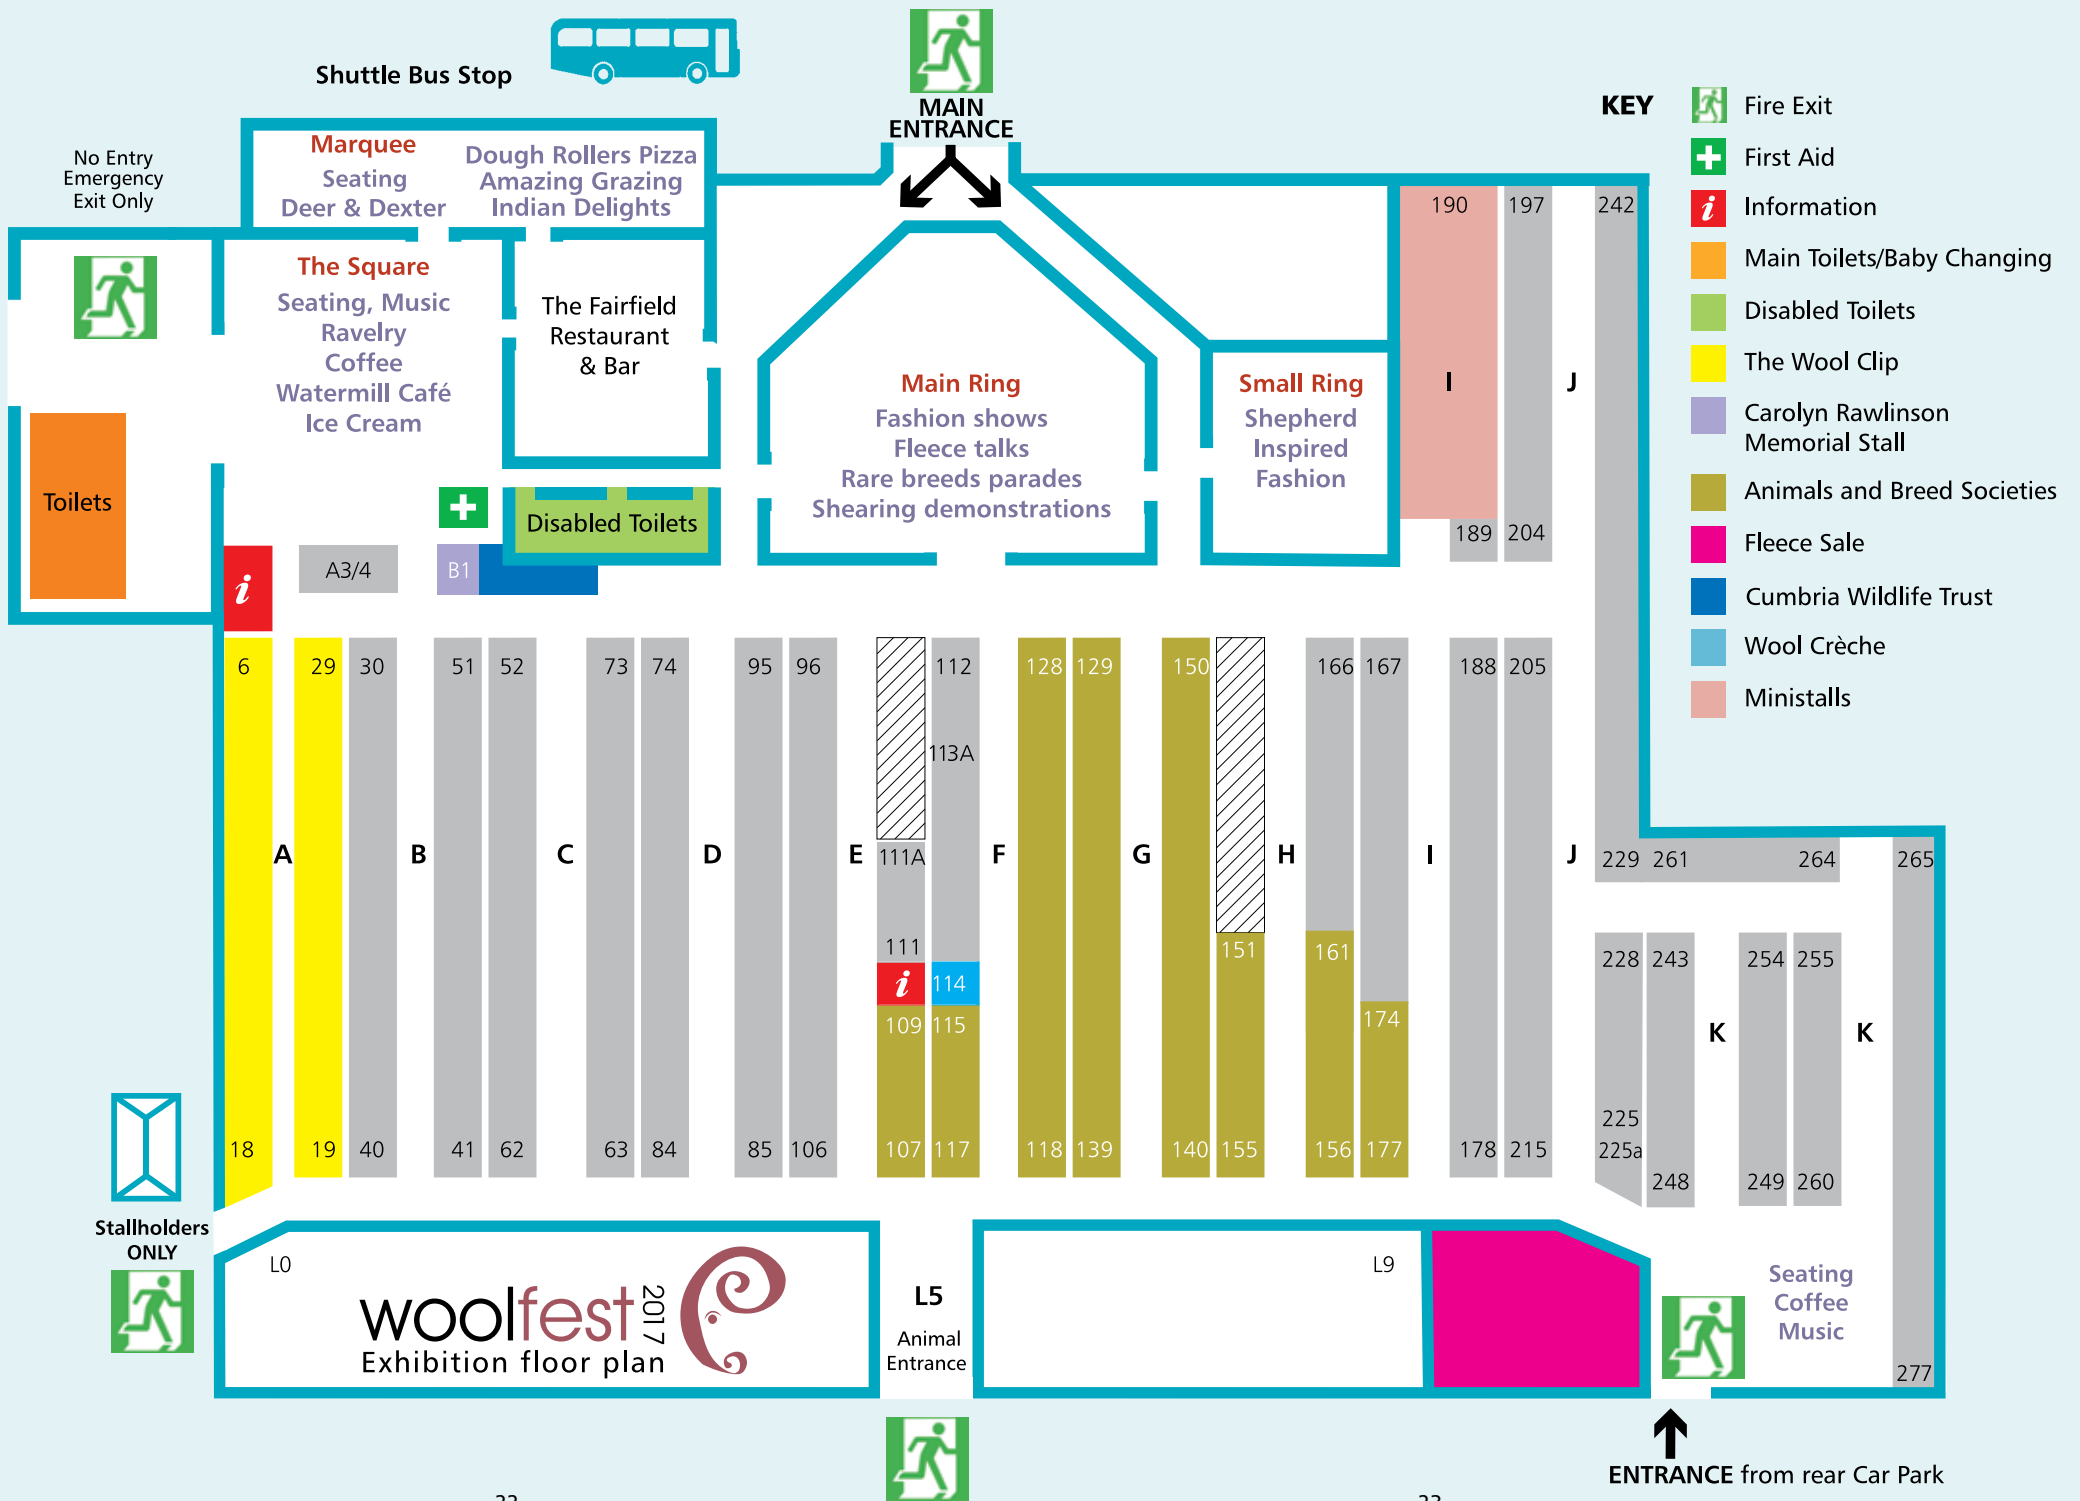 Shuttle Bus Stop
MAIN
ENTRANCE
No Entry
Emergency
Exit Only
Marquee
Seating
Deer & Dexter
Dough Rollers Pizza
Amazing Grazing
Indian Delights
The Square
Seating, Music
Ravelry
Coffee
Watermill Café
Ice Cream
The Fairfield
Restaurant
& Bar
Main Ring
Fashion shows
Fleece talks
Rare breeds parades
Shearing demonstrations
Small Ring
Shepherd
Inspired
Fashion
190
197
242
I
J
189
204
Toilets
Disabled Toilets
i
A3/4
B1
KEY
Fire Exit
First Aid
i Information
Main Toilets/Baby Changing
Disabled Toilets
The Wool Clip
Carolyn Rawlinson
Memorial Stall
Animals and Breed Societies
Fleece Sale
Cumbria Wildlife Trust
Wool Crèche
Ministalls
6 29 30 51 52 73 74 95 96 112 128 129 150 166 167 188 205
113A
A B C D E 111A F G H I J 229 261 264 265
111
151 161 228 243 254 255
i 114
109 115 174
K K
225
18 19 40 41 62 63 84 85 106 107 117 118 139 140 155 156 177 178 215 225a
248 249 260
Stallholders
ONLY
L0
woolfest 2017
Exhibition floor plan
L5
Animal
Entrance
L9
Seating
Coffee
Music
277
ENTRANCE from rear Car Park